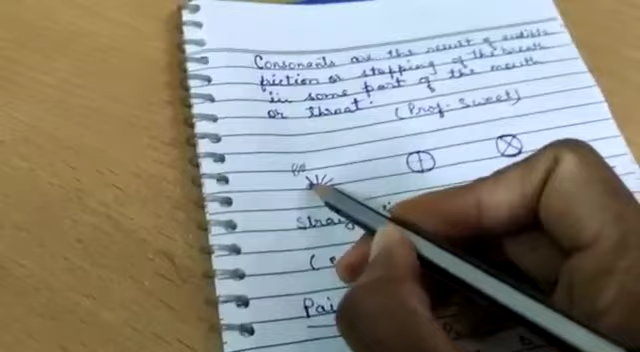 Consonants are the result of audible
friction or stopping of the breath
in some part of the mouth
or throat.
(Prof. Sweet)